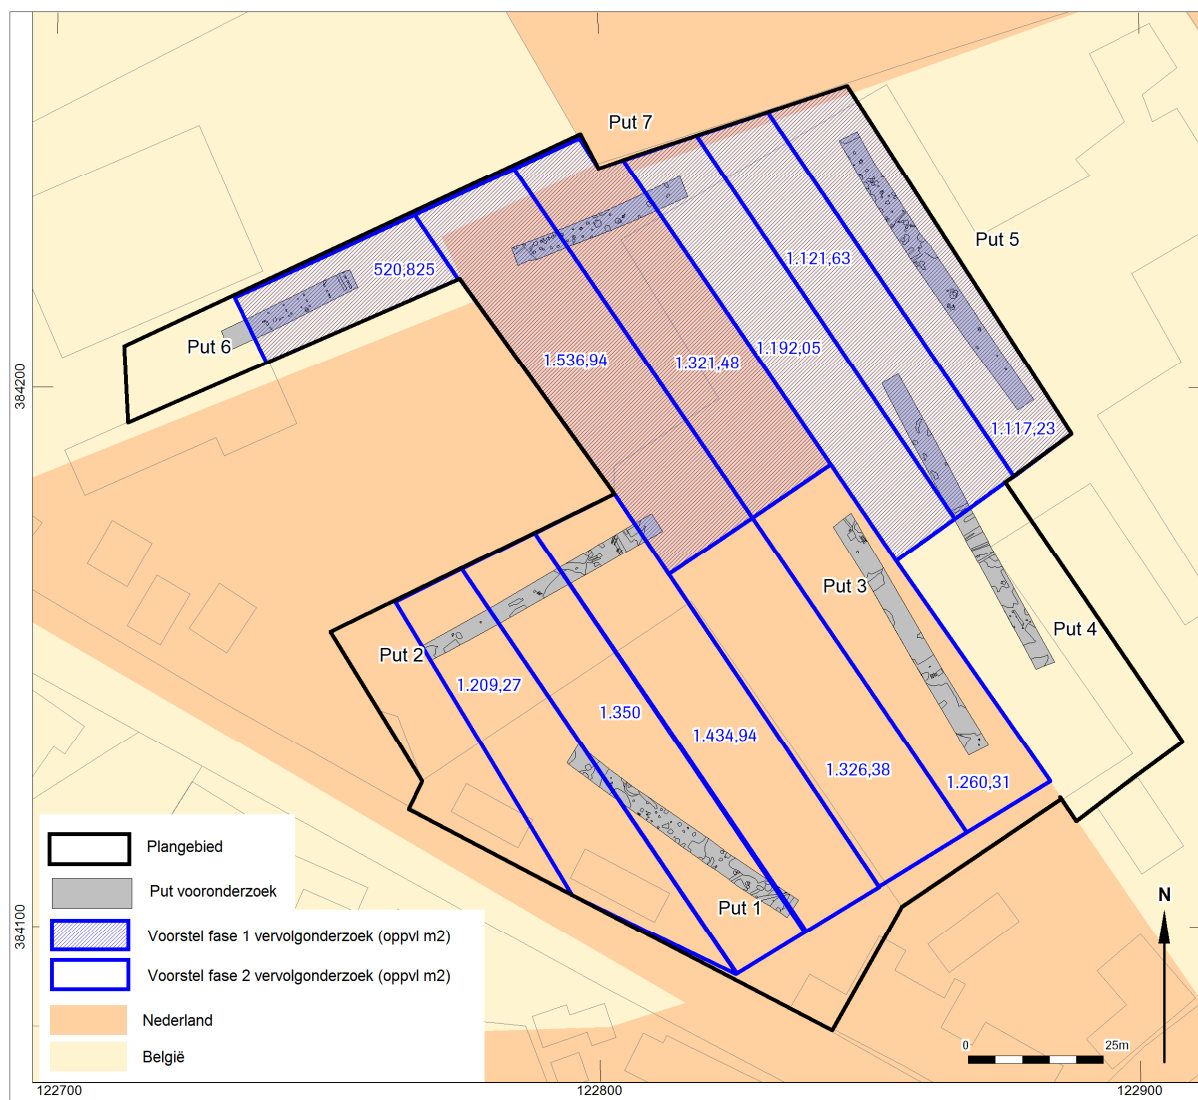 Put 7
Put 5
1.121,63
520,825
Put 6
1.536,94
1.321,48
1.192,05
384200
1.117,23
Put 3
Put 4
Put 2
1.209,27
1.350
1.434,94
1.326,38
1.260,31
Put 1
384100
Plangebied
Put vooronderzoek
Voorstel fase 1 vervolgonderzoek (oppvl m2)
Voorstel fase 2 vervolgonderzoek (oppvl m2)
Nederland
België
N
0 25m
122700 122800 122900